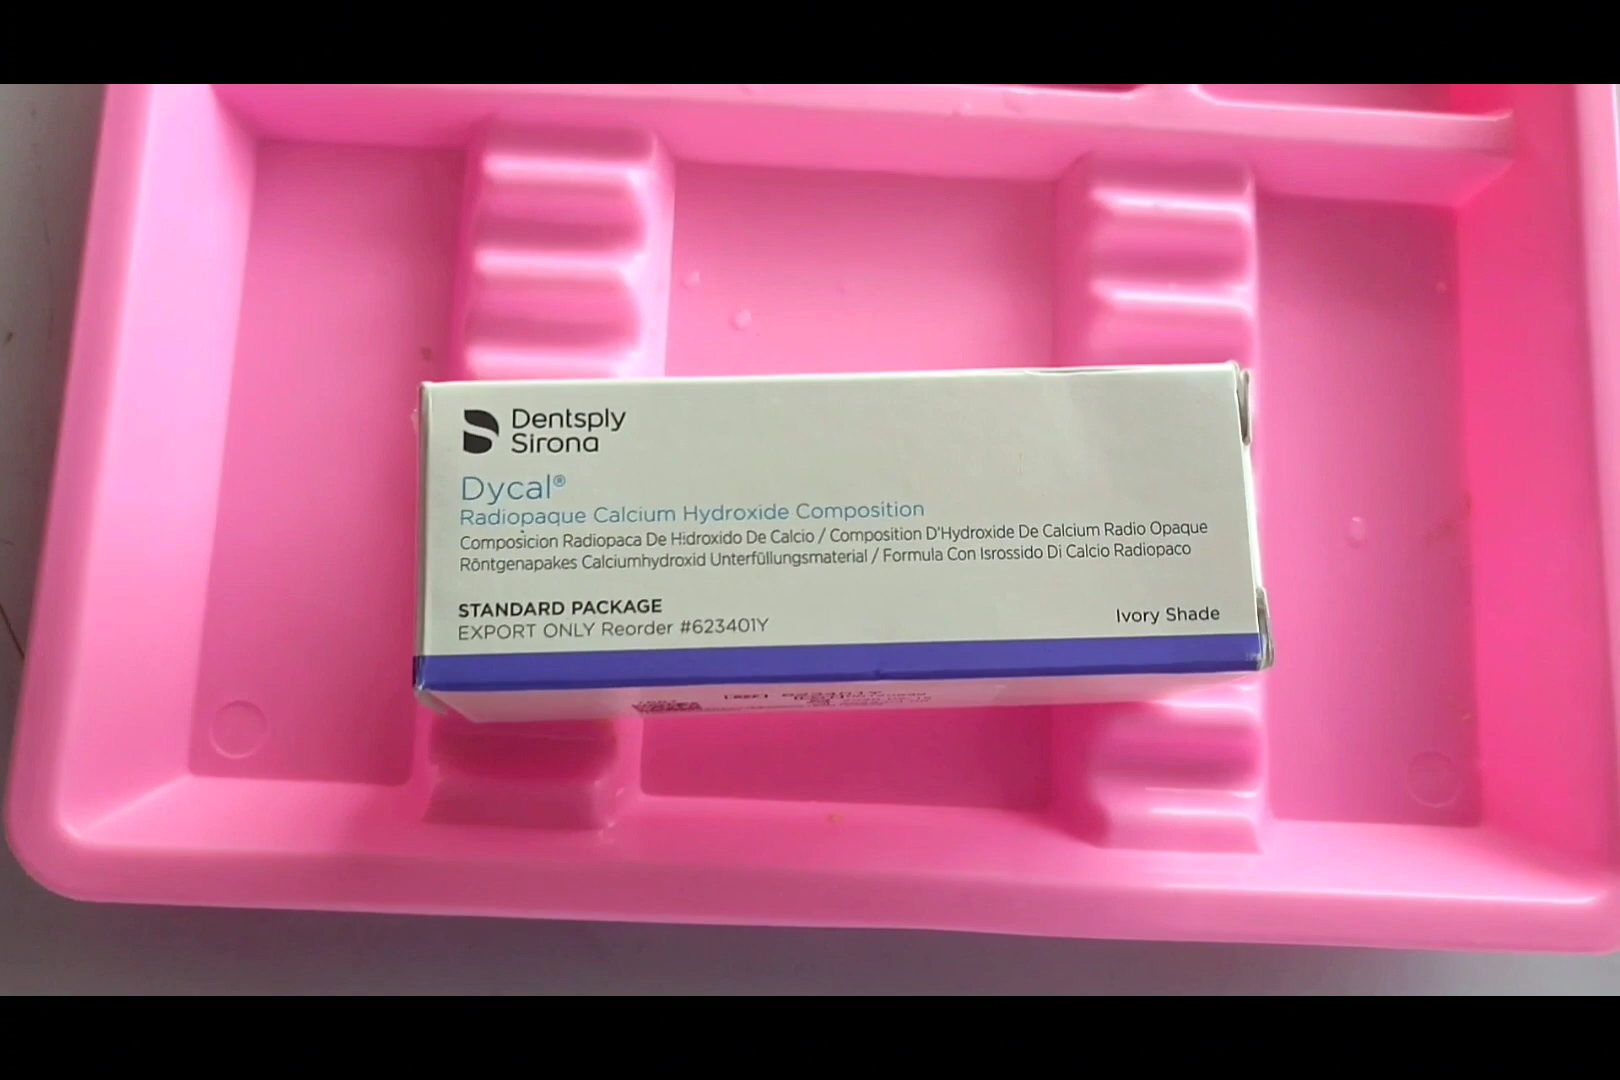 Dentsply
Sirona
Dycal®
Radiopaque Calcium Hydroxide Composition
Composicion Radiopaca De Hidroxido De Calcio / Composition D'Hydroxide De Calcium Radio Opaque
Röntgenapakes Calciumhydroxid Unterfüllungsmaterial / Formula Con Isrossido Di Calcio Radiopaco
STANDARD PACKAGE
EXPORT ONLY Reorder #623401Y
Ivory Shade